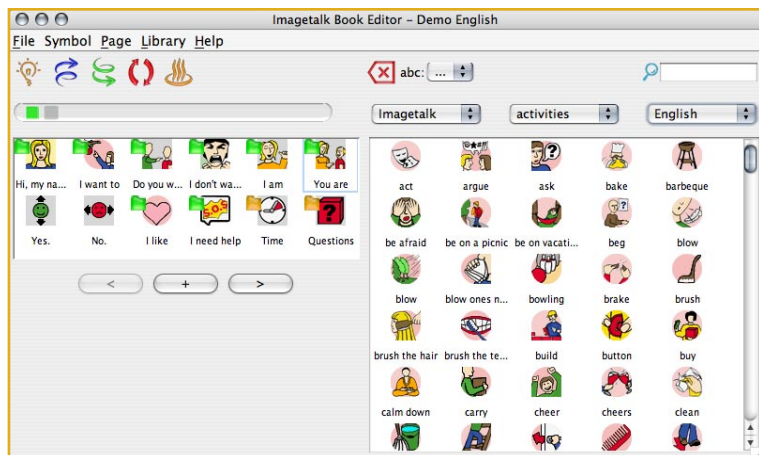 Imagetalk Book Editor – Demo English
File Symbol Page Library Help
abc: ...
Imagetalk activities English
Hi, my na... I want to Do you w... I don't wa... I am You are
Yes. No. I like I need help Time Questions
< + >
act argue ask bake barbeque
be afraid be on a picnic be on vacati... beg blow
blow blow ones n... bowling brake brush
brush the hair brush the te... build button buy
calm down carry cheer cheers clean